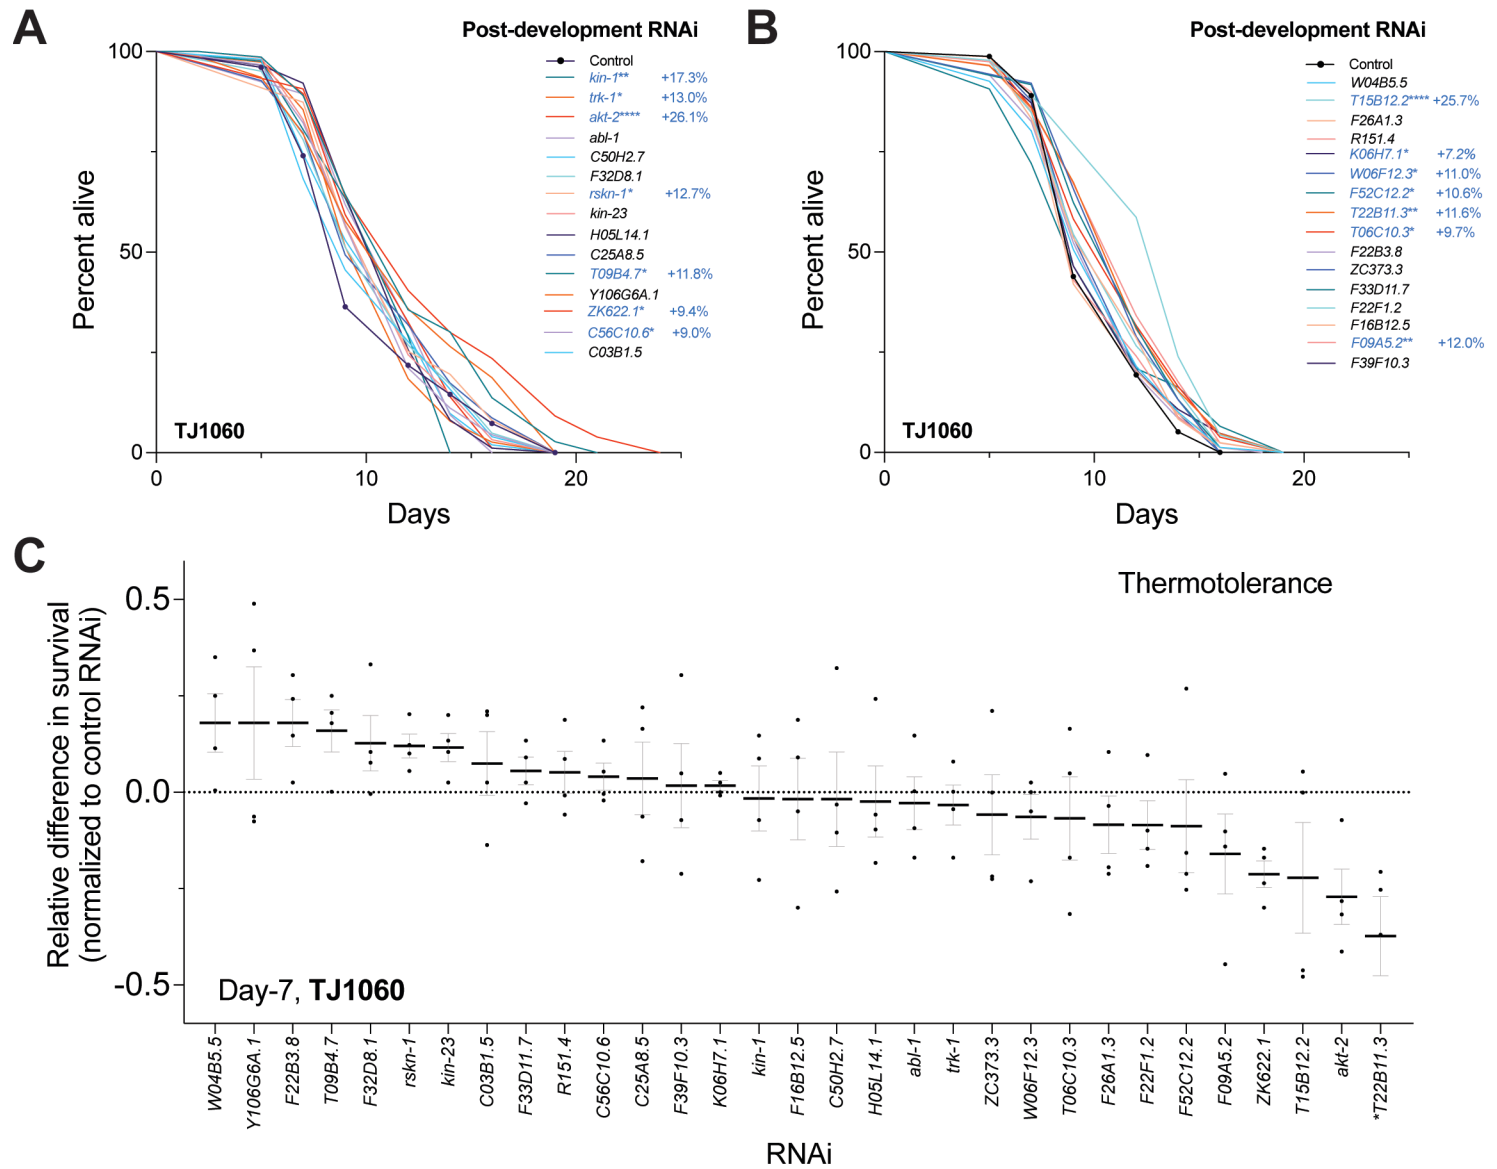 A
Post-development RNAi
100
50
0
Percent alive
Control
kin-1** +17.3%
trk-1* +13.0%
akt-2**** +26.1%
abl-1
C50H2.7
F32D8.1
rskn-1* +12.7%
kin-23
H05L14.1
C25A8.5
T09B4.7* +11.8%
Y106G6A.1
ZK622.1* +9.4%
C56C10.6* +9.0%
C03B1.5
TJ1060
0 10 20
Days
B
Post-development RNAi
100
50
0
Percent alive
Control
W04B5.5
T15B12.2**** +25.7%
F26A1.3
R151.4
K06H7.1* +7.2%
W06F12.3* +11.0%
F52C12.2* +10.6%
T22B11.3** +11.6%
T06C10.3* +9.7%
F22B3.8
ZC373.3
F33D11.7
F22F1.2
F16B12.5
F09A5.2** +12.0%
F39F10.3
TJ1060
0 10 20
Days
C
Thermotolerance
Relative difference in survival
(normalized to control RNAi)
0.5
0.0
-0.5
Day-7, TJ1060
W04B5.5
Y106G6A.1
F22B3.8
T09B4.7
F32D8.1
rskn-1
kin-23
C03B1.5
F33D11.7
R151.4
C56C10.6
C25A8.5
F39F10.3
K06H7.1
kin-1
F16B12.5
C50H2.7
H05L14.1
abl-1
trk-1
ZC373.3
W06F12.3
T06C10.3
F26A1.3
F22F1.2
F52C12.2
F09A5.2
ZK622.1
T15B12.2
akt-2
*T22B11.3
RNAi